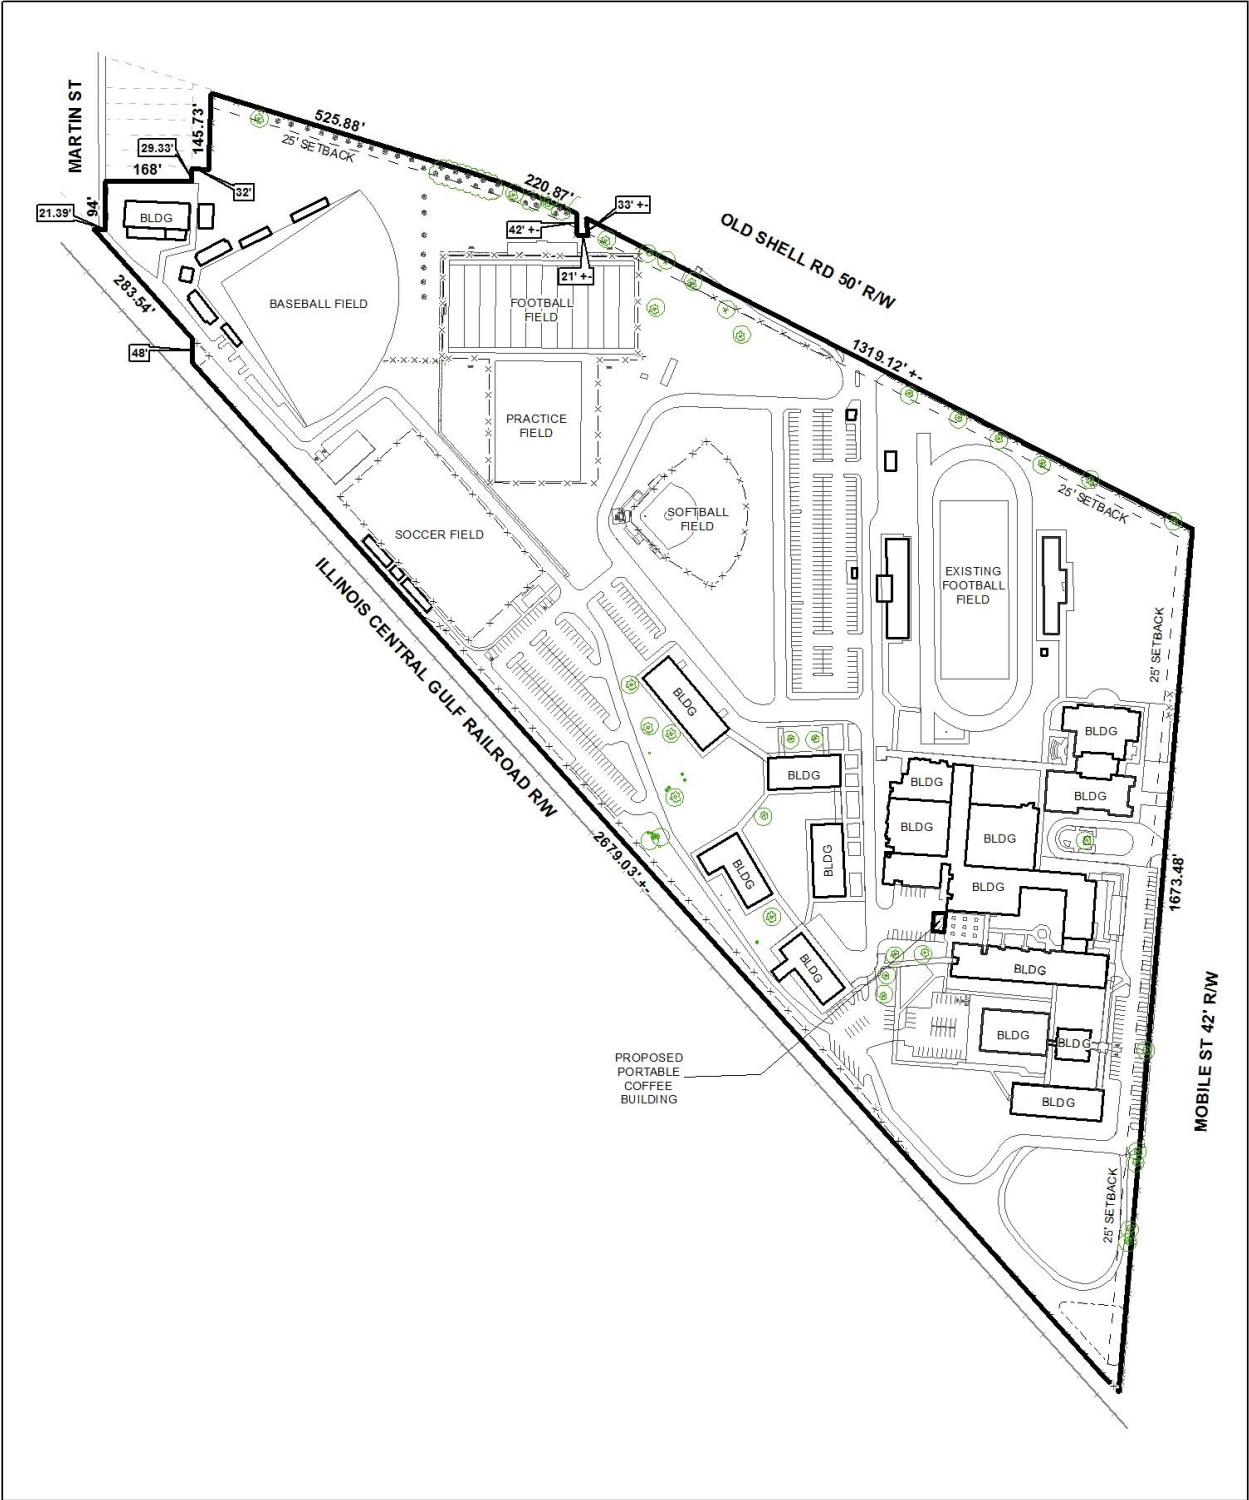 MARTIN ST
525.88'
145.73'
25' SETBACK
29.33'
168'
32'
220.87'
21.39'
94'
BLDG
42' +-
33' +-
21' +-
OLD SHELL RD 50' R/W
283.54'
48'
BASEBALL FIELD
FOOTBALL
FIELD
1319.12' +-
PRACTICE
FIELD
25' SETBACK
SOFTBALL
FIELD
SOCCER FIELD
EXISTING
FOOTBALL
FIELD
ILLINOIS CENTRAL GULF RAILROAD R/W
25' SETBACK
BLDG
BLDG
BLDG
BLDG
BLDG
BLDG
BLDG
BLDG
2679.03' +-
BLDG
BLDG
BLDG
1673.48'
BLDG
BLDG
MOBILE ST 42' R/W
BLDG
BLDG
PROPOSED
PORTABLE
COFFEE
BUILDING
BLDG
25' SETBACK